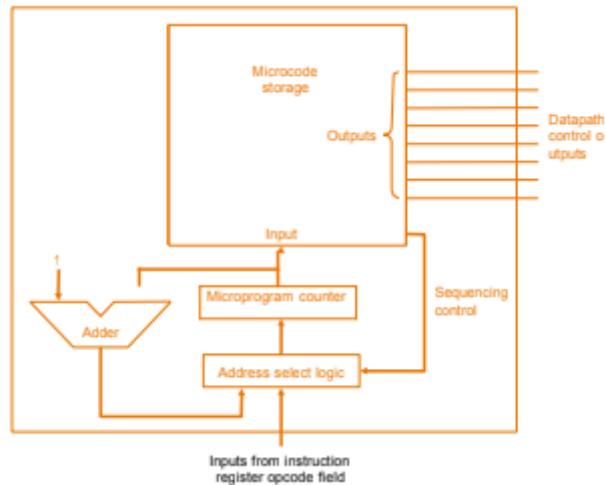 Microcode
storage
Outputs
Datapath
control o
utputs
Input
1
Microprogram counter
Sequencing
control
Adder
Address select logic
Inputs from instruction
register opcode field